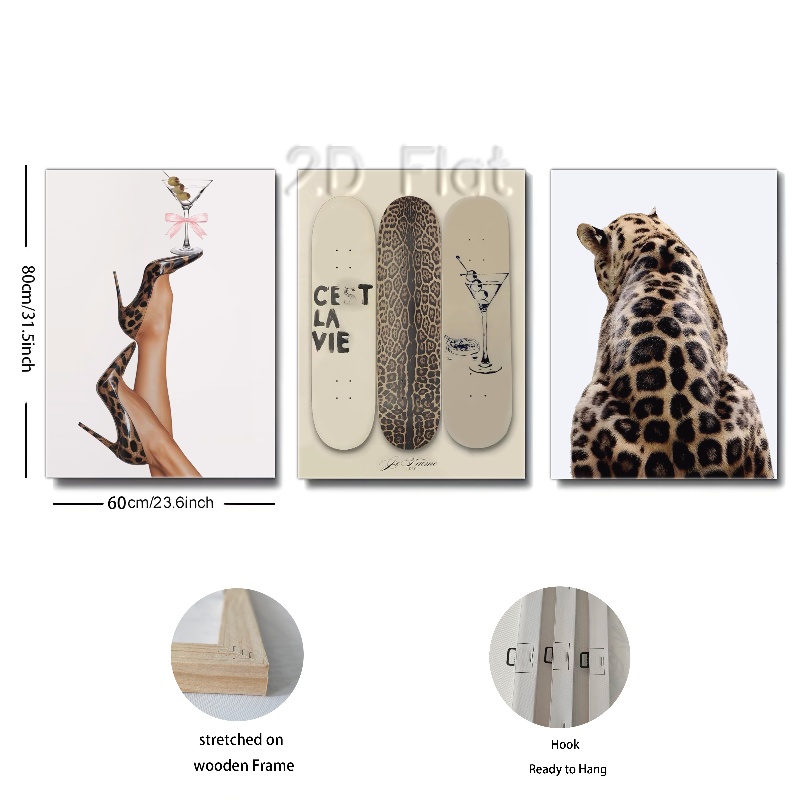 2D Flat
CEST
LA
VIE
80cm/31.5inch
60cm/23.6inch
stretched on
wooden Frame
Hook
Ready to Hang